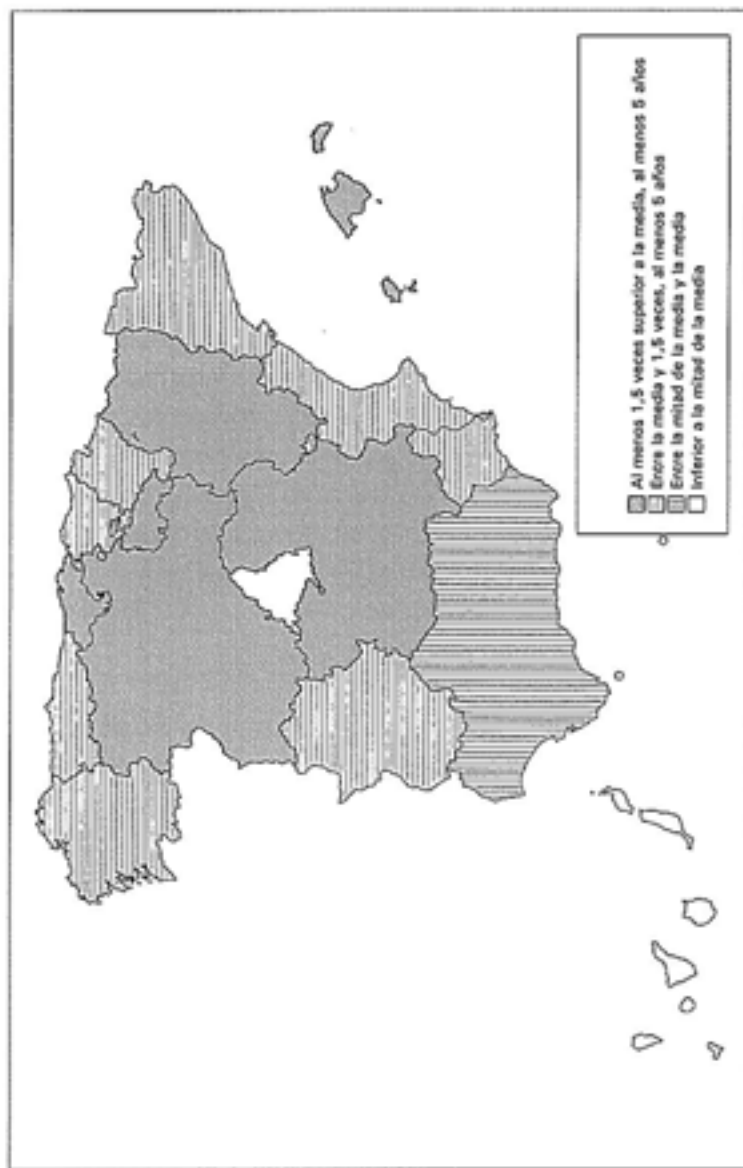 Al menos 1,5 veces superior a la media, al menos 5 años
Entre la media y 1,5 veces, al menos 5 años
Entre la mitad de la media y la media
Inferior a la mitad de la media